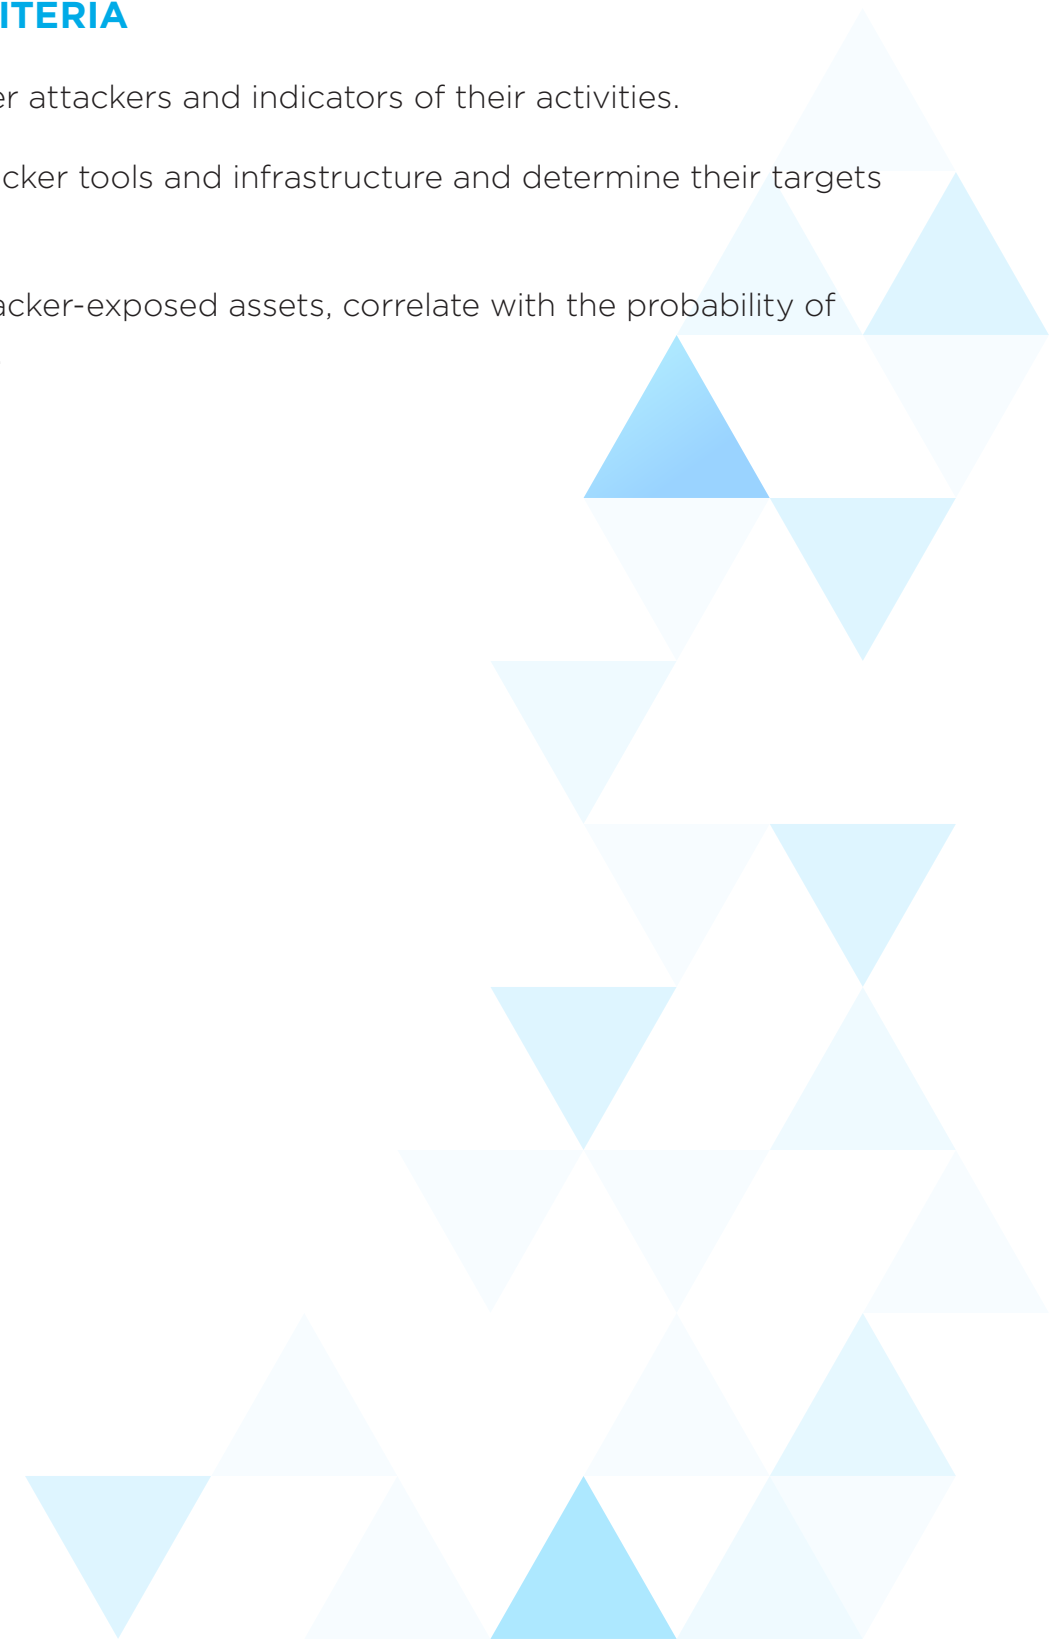 ITERIA
er attackers and indicators of their activities.
cker tools and infrastructure and determine their targets
acker-exposed assets, correlate with the probability of
.